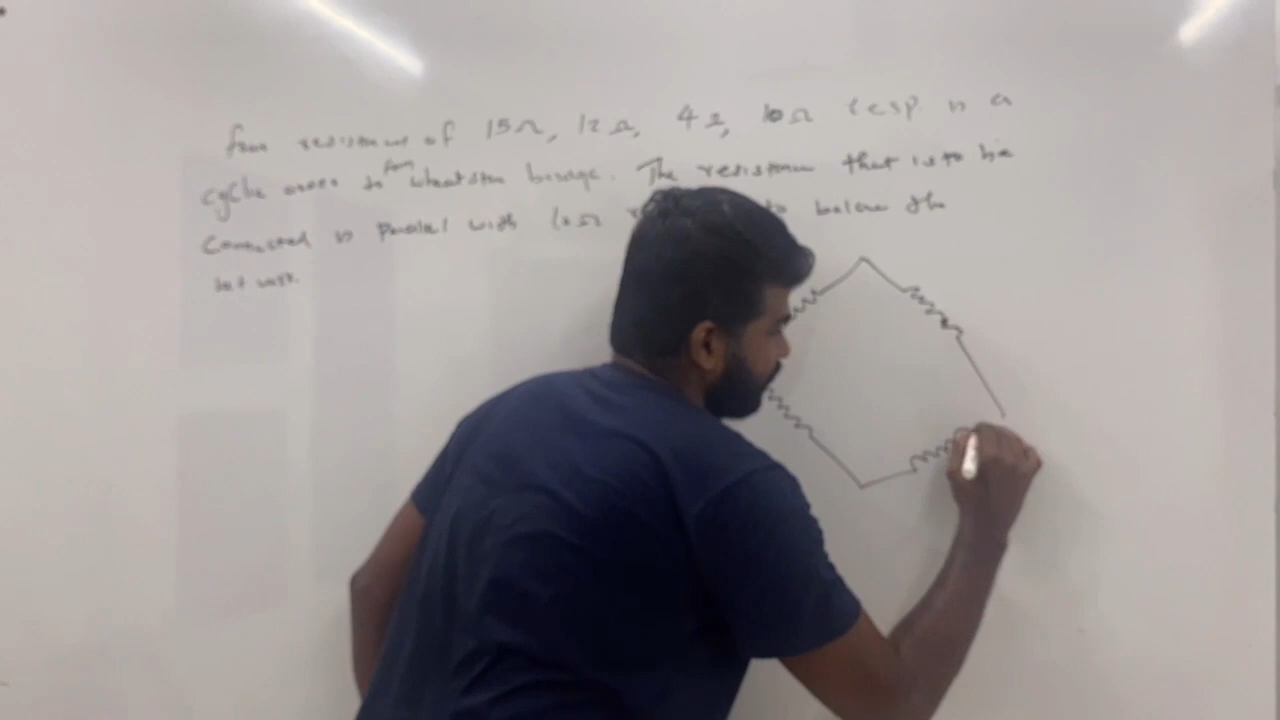 Four resistances of 15Ω, 12Ω, 4Ω, 10Ω resp in a
cyclic order to form wheatstone bridge. The resistance that is to be
connected in parallel with 10Ω to balance the
net work.